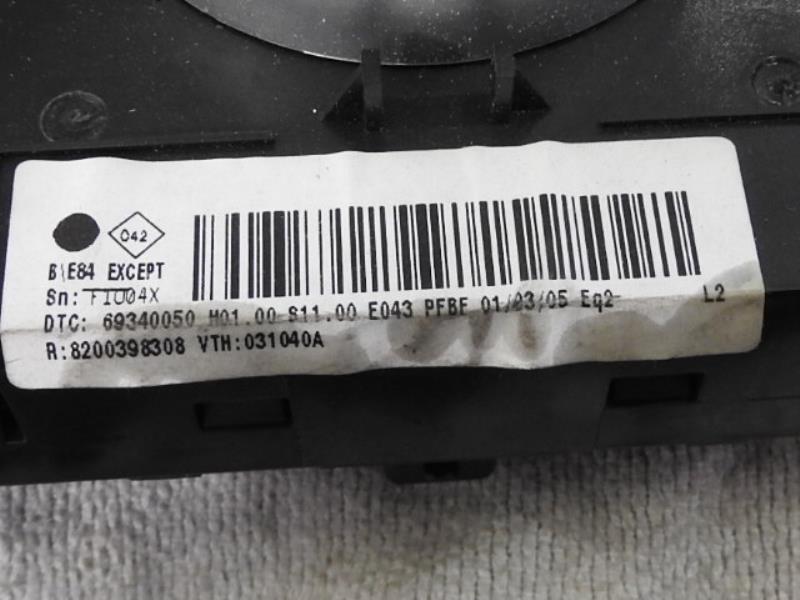 042
B\E84 EXCEPT
Sn:
DTC: 69340050 H01.00 S11.00 E043 PFBF 01/03/05 Eq2 L2
R:8200398308 VTH:031040A